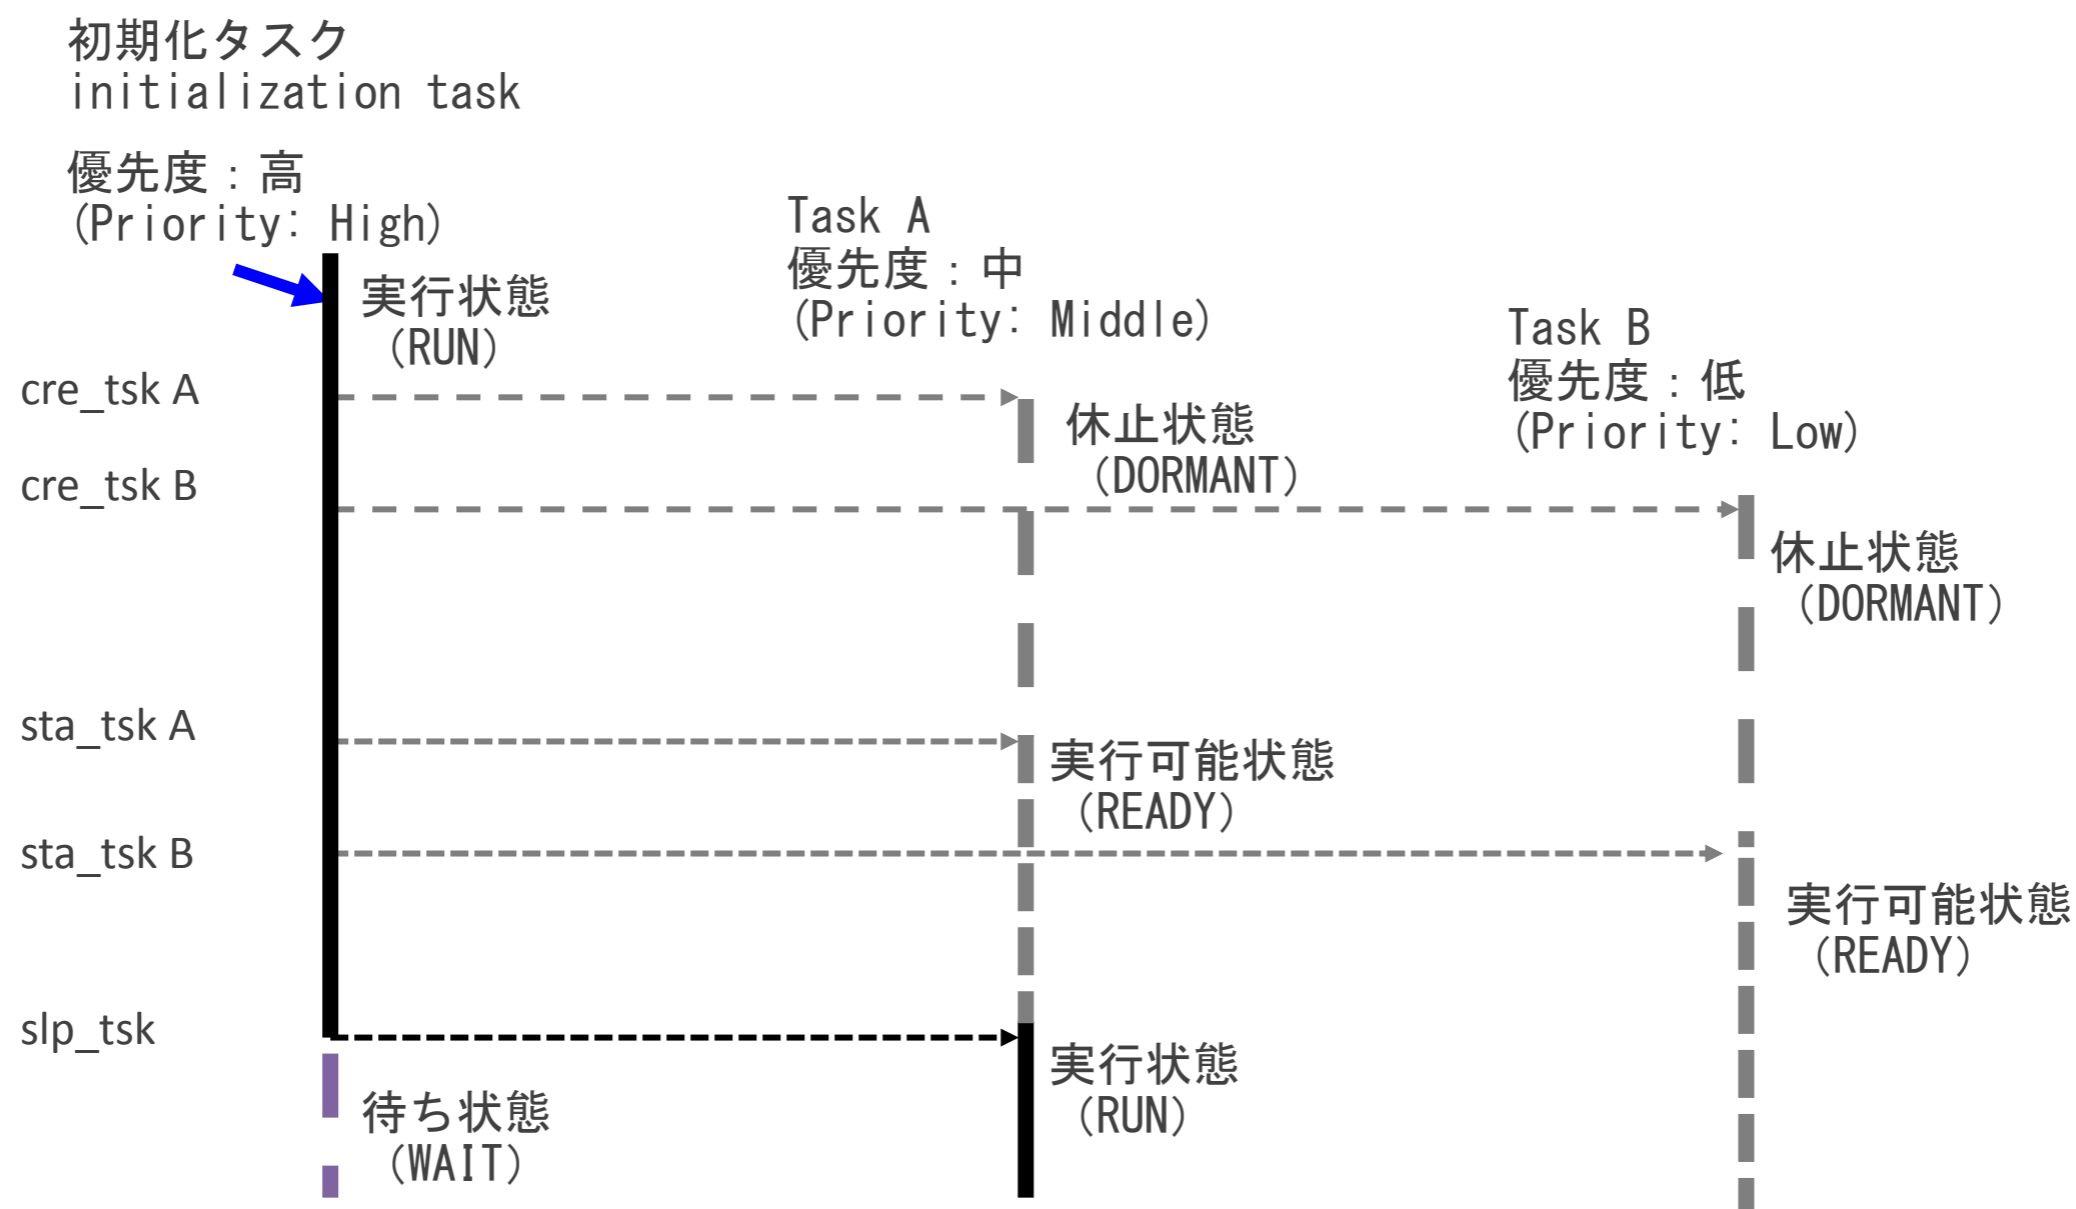 初期化タスク
initialization task
優先度：高
(Priority: High)
実行状態
(RUN)
Task A
優先度：中
(Priority: Middle)
Task B
優先度：低
(Priority: Low)
cre_tsk A
休止状態
(DORMANT)
cre_tsk B
休止状態
(DORMANT)
sta_tsk A
実行可能状態
(READY)
sta_tsk B
実行可能状態
(READY)
slp_tsk
実行状態
(RUN)
待ち状態
(WAIT)